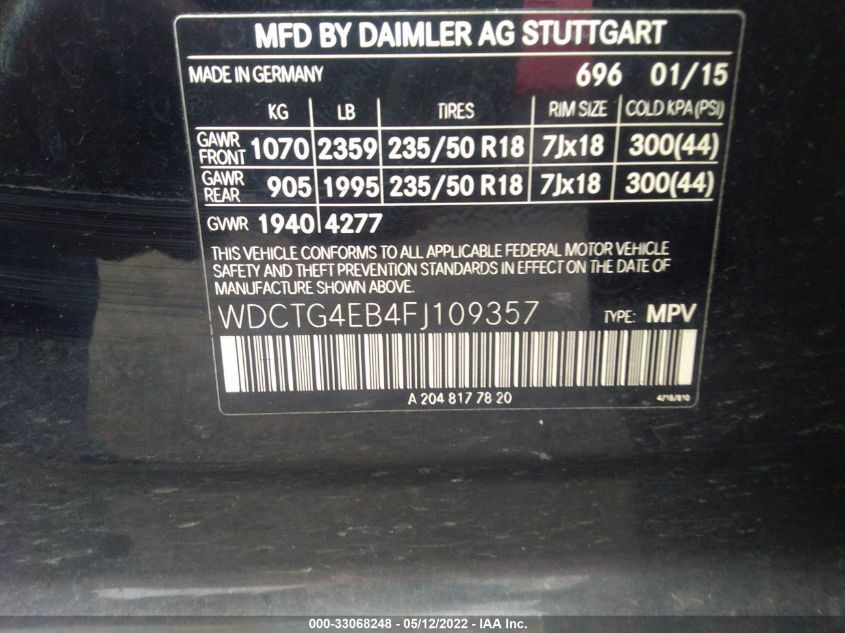 MFD BY DAIMLER AG STUTTGART
MADE IN GERMANY 696 01/15
KG LB TIRES RIM SIZE COLD KPA(PSI)
GAWR FRONT 1070 2359 235/50 R18 7Jx18 300(44)
GAWR REAR 905 1995 235/50 R18 7Jx18 300(44)
GVWR 1940 4277
THIS VEHICLE CONFORMS TO ALL APPLICABLE FEDERAL MOTOR VEHICLE
SAFETY AND THEFT PREVENTION STANDARDS IN EFFECT ON THE DATE OF
MANUFACTURE SHOWN ABOVE.
WDCTG4EB4FJ109357 TYPE: MPV
A 204 817 78 20 4718/810
000-33068248 - 05/12/2022 - © IAA Inc.